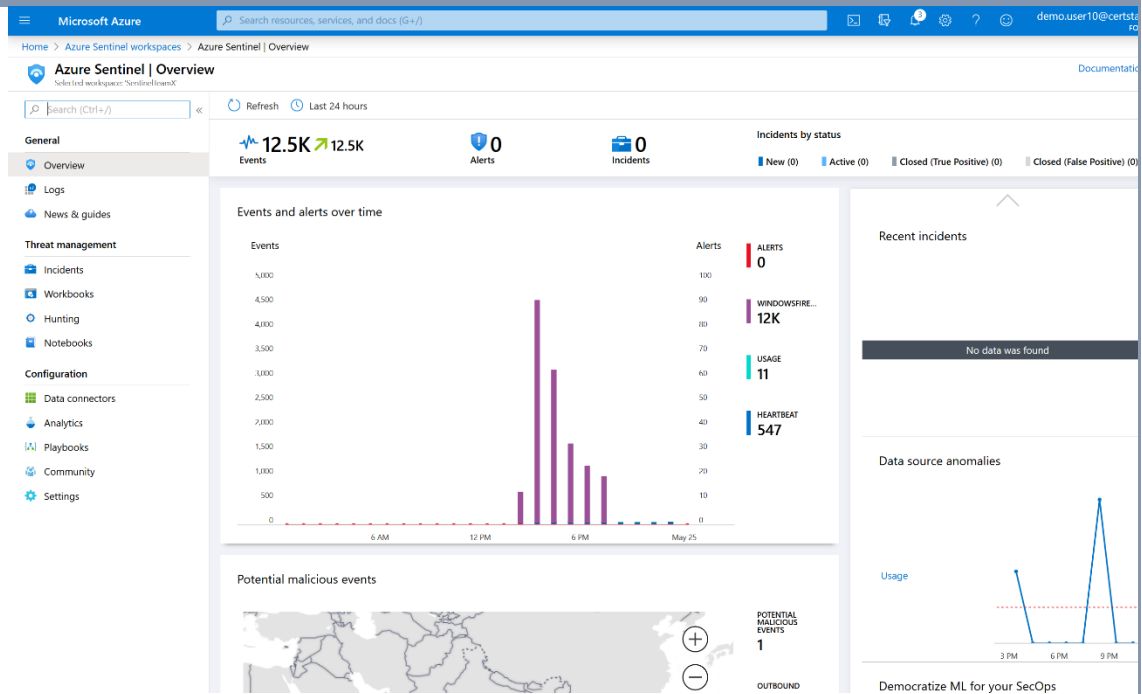 Microsoft Azure
Search resources, services, and docs (G+/)
3
demo.user10@certsta
FO
Home > Azure Sentinel workspaces > Azure Sentinel | Overview
Azure Sentinel | Overview
Selected workspace: 'SentinelTeamX'
Documentatio
Search (Ctrl+/)
«
Refresh
Last 24 hours
General
Overview
Logs
News & guides
Threat management
Incidents
Workbooks
Hunting
Notebooks
Configuration
Data connectors
Analytics
Playbooks
Community
Settings
12.5K 12.5K
Events
0
Alerts
0
Incidents
Incidents by status
New (0) Active (0) Closed (True Positive) (0) Closed (False Positive) (0)
Events and alerts over time
Events
Alerts
5,000
4,500
4,000
3,500
3,000
2,500
2,000
1,500
1,000
500
0
100
90
80
70
60
50
40
30
20
10
0
6 AM 12 PM 6 PM May 25
ALERTS
0
WINDOWSFIRE...
12K
USAGE
11
HEARTBEAT
547
Potential malicious events
POTENTIAL
MALICIOUS
EVENTS
1
OUTBOUND
Recent incidents
No data was found
Data source anomalies
Usage
3 PM 6 PM 9 PM
Democratize ML for your SecOps